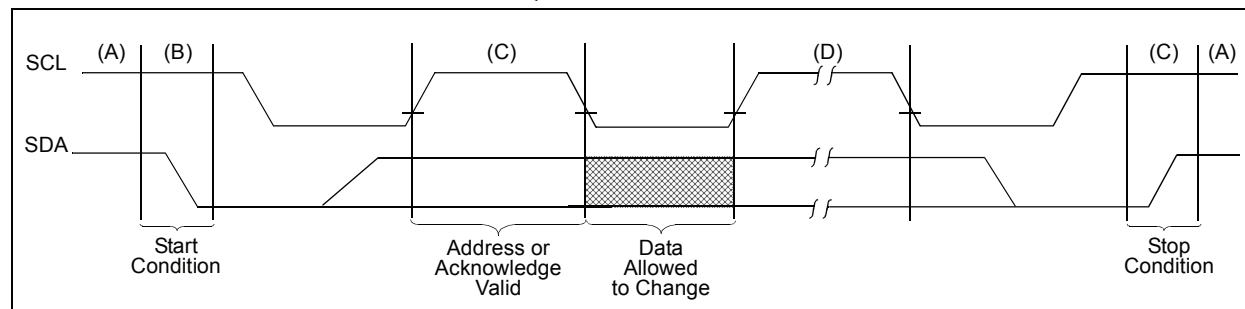 (A) (B) (C) (D) (C) (A)
SCL
SDA
Start
Condition
Address or
Acknowledge
Valid
Data
Allowed
to Change
Stop
Condition